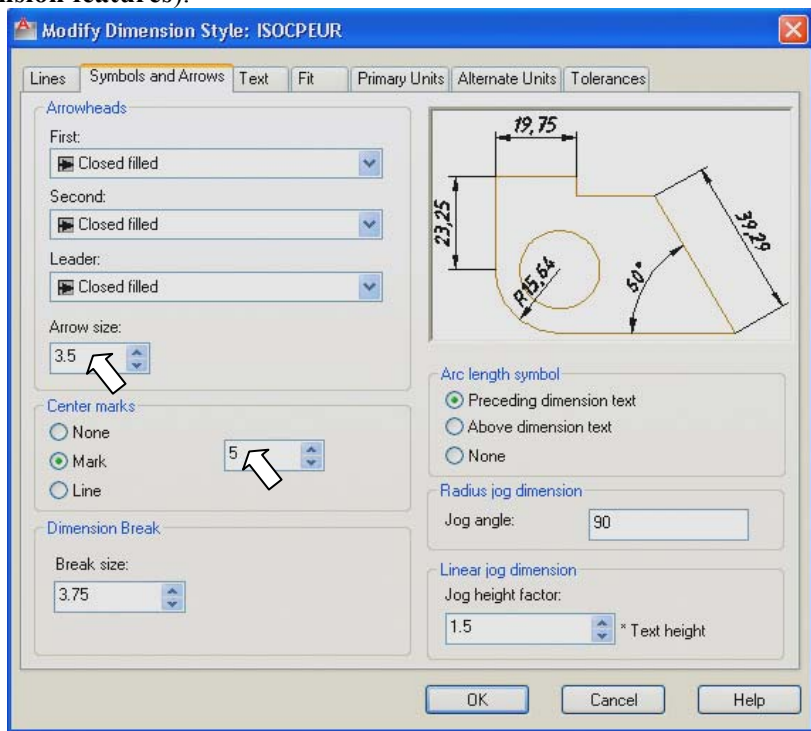 sion features).
Modify Dimension Style: ISOCPEUR
Lines Symbols and Arrows Text Fit Primary Units Alternate Units Tolerances
Arrowheads
First:
Closed filled
Second:
Closed filled
Leader:
Closed filled
Arrow size:
3.5
Center marks
None
Mark
Line
5
Dimension Break
Break size:
3.75
19,75
23,25
39,29
R15,64
60°
Arc length symbol
Preceding dimension text
Above dimension text
None
Radius jog dimension
Jog angle: 90
Linear jog dimension
Jog height factor:
1.5 * Text height
OK Cancel Help